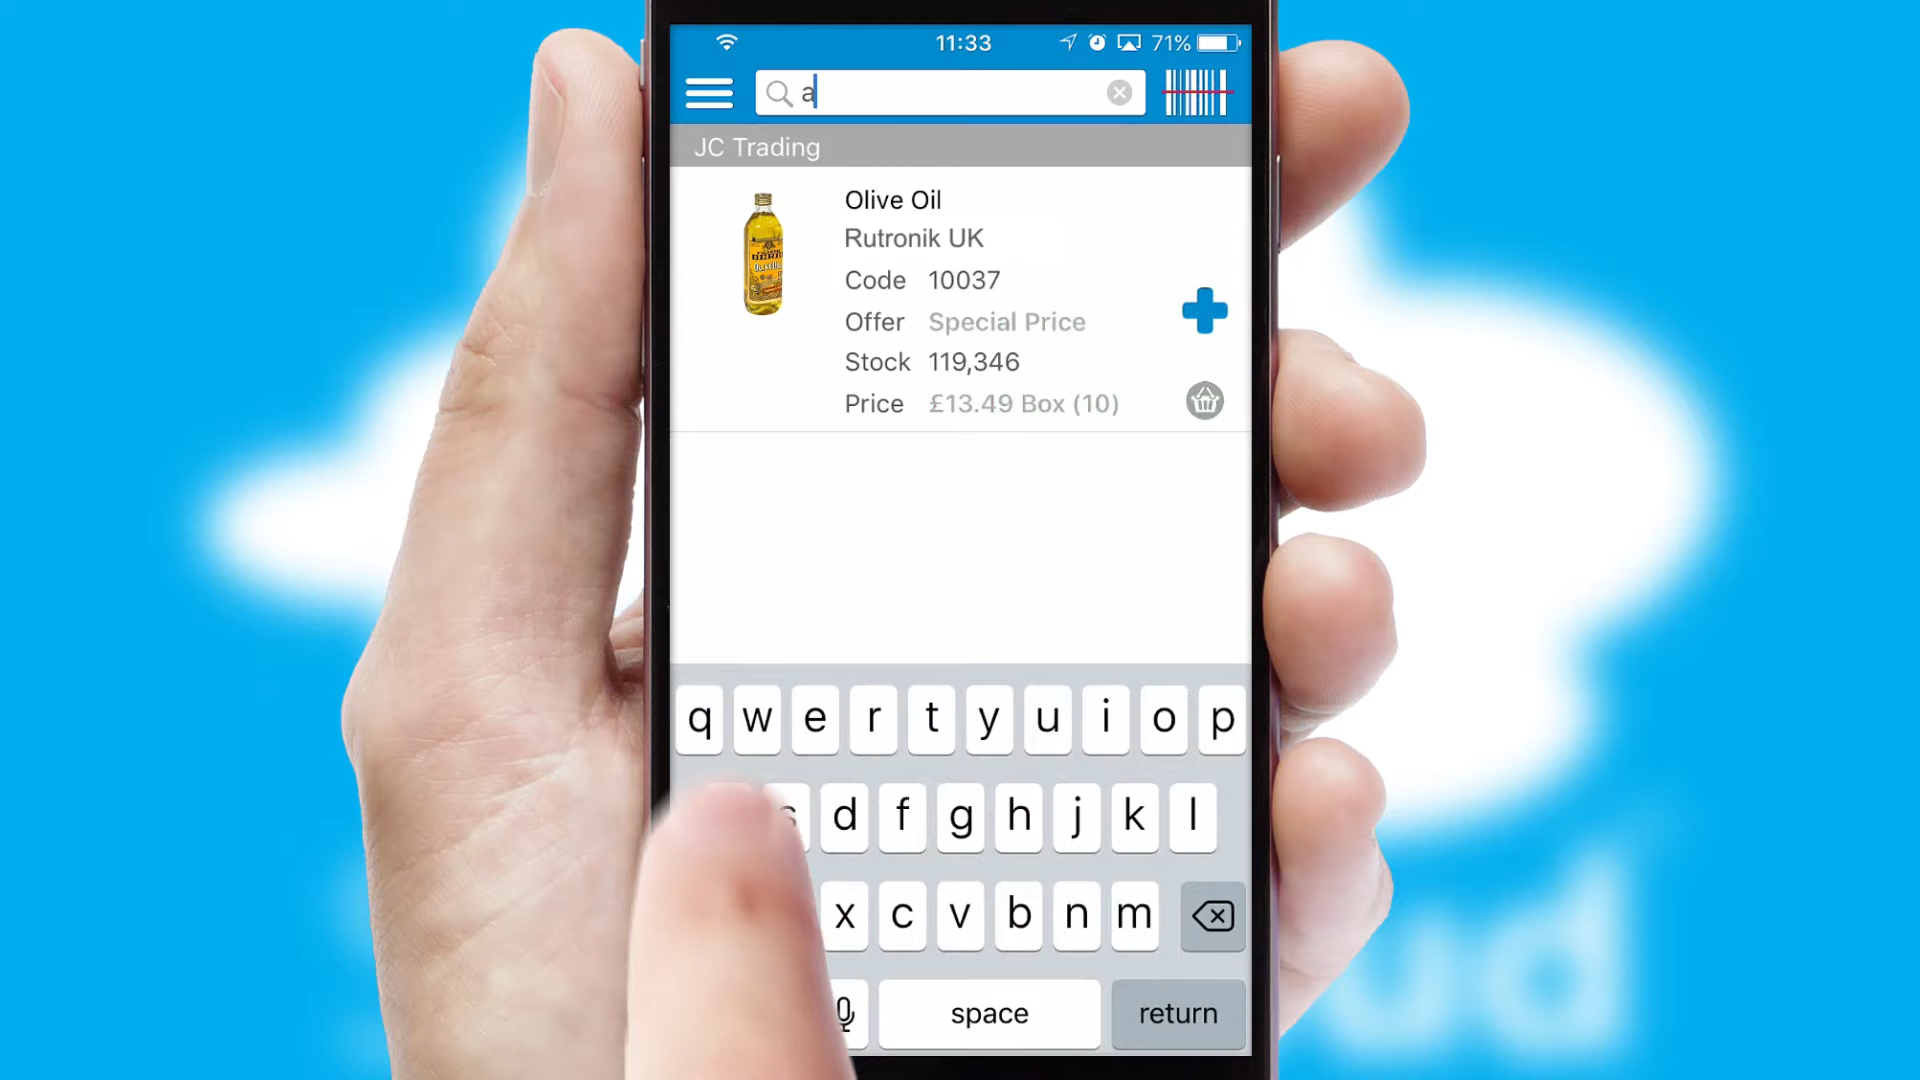 11:33
71%
a
JC Trading
Olive Oil
Rutronik UK
Code 10037
Offer Special Price
Stock 119,346
Price £13.49 Box (10)
q w e r t y u i o p
s d f g h j k l
x c v b n m
space return
ud